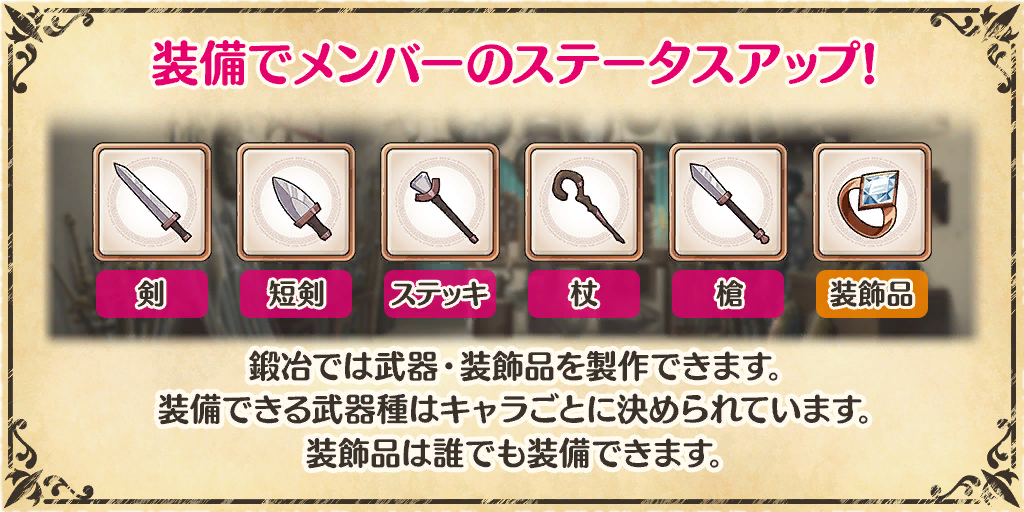 装備でメンバーのステータスアップ!
剣
短剣
ステッキ
杖
槍
装飾品
鍛冶では武器・装飾品を製作できます。
装備できる武器種はキャラごとに決められています。
装飾品は誰でも装備できます。